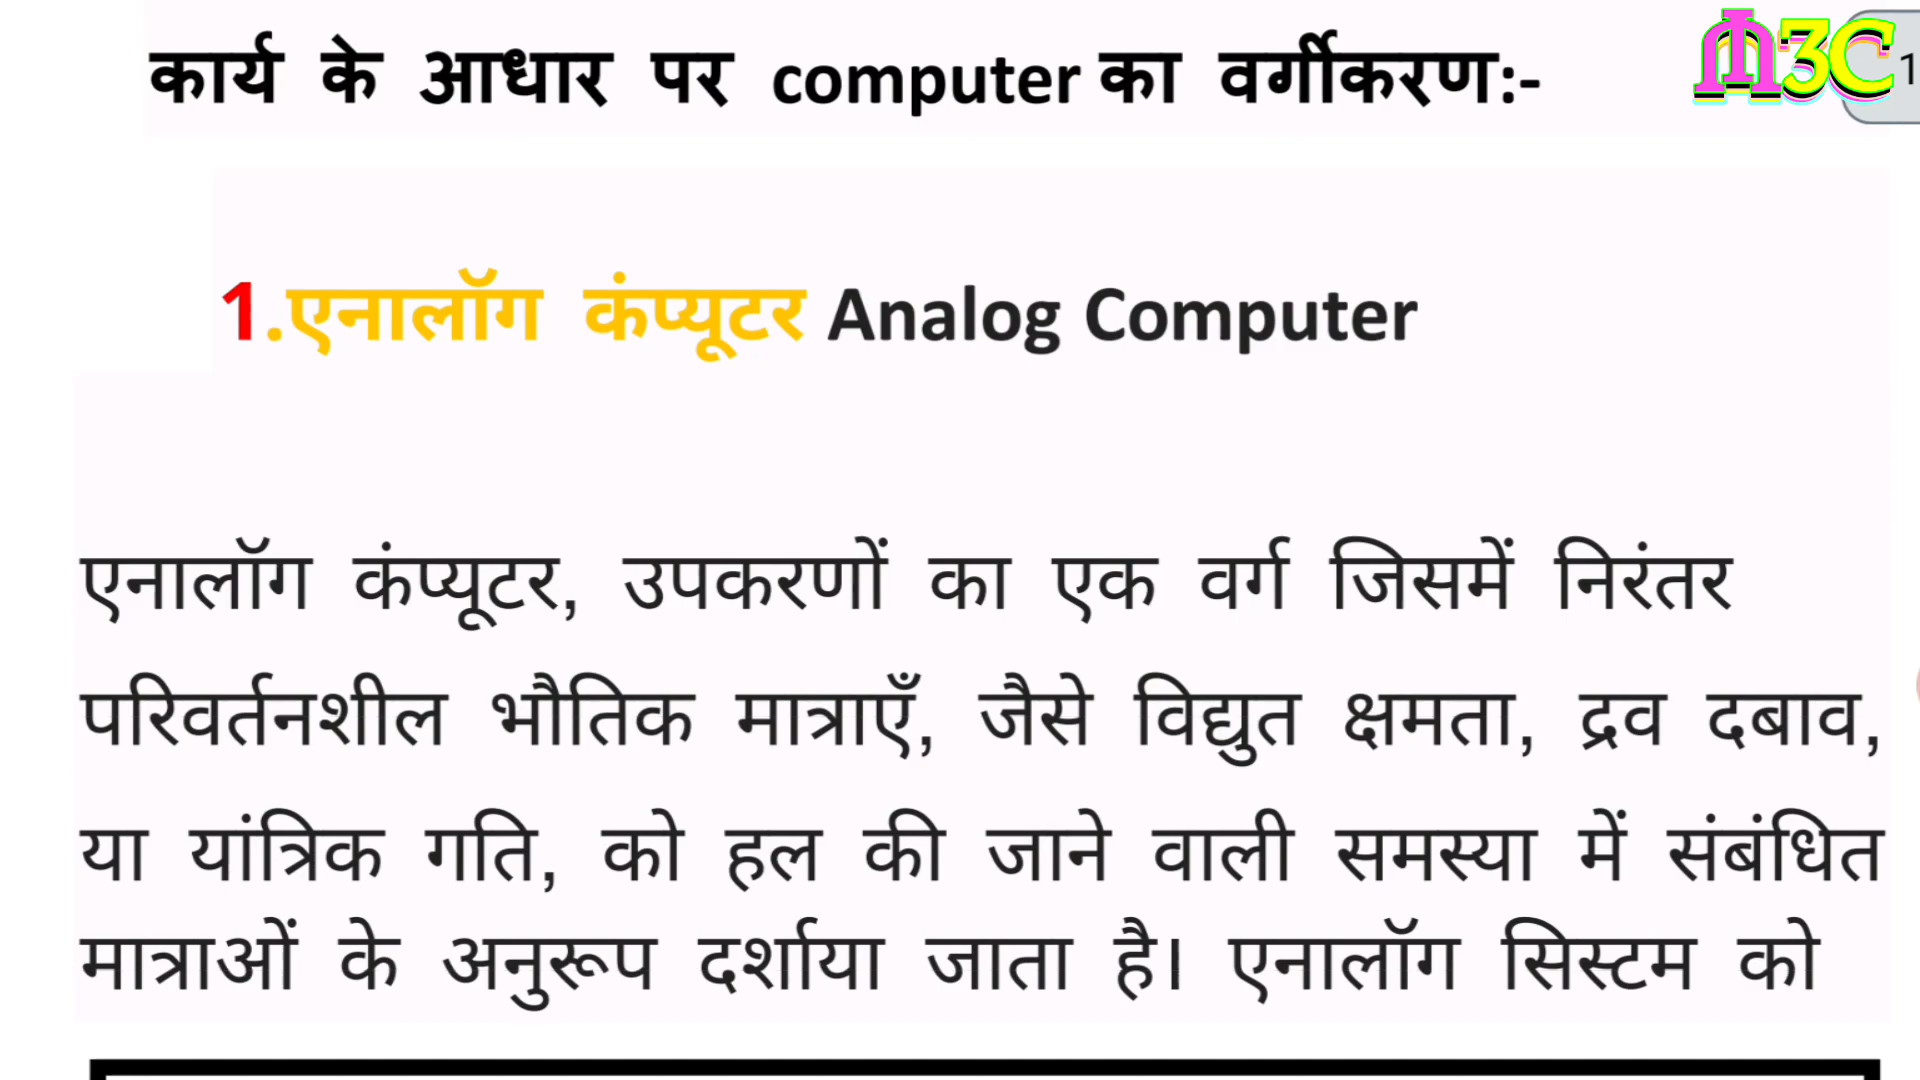 कार्य के आधार पर computer का वर्गीकरण:-
M3C
1
1.एनालॉग कंप्यूटर Analog Computer
एनालॉग कंप्यूटर, उपकरणों का एक वर्ग जिसमें निरंतर
परिवर्तनशील भौतिक मात्राएँ, जैसे विद्युत क्षमता, द्रव दबाव,
या यांत्रिक गति, को हल की जाने वाली समस्या में संबंधित
मात्राओं के अनुरूप दर्शाया जाता है। एनालॉग सिस्टम को